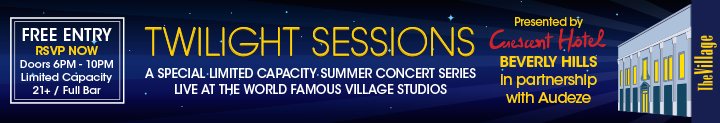 FREE ENTRY
RSVP NOW
Doors 6PM - 10PM
Limited Capacity
21+ / Full Bar
TWILIGHT SESSIONS
A SPECIAL LIMITED CAPACITY SUMMER CONCERT SERIES
LIVE AT THE WORLD FAMOUS VILLAGE STUDIOS
Presented by
Crescent Hotel
BEVERLY HILLS
in partnership
with Audeze
The Village